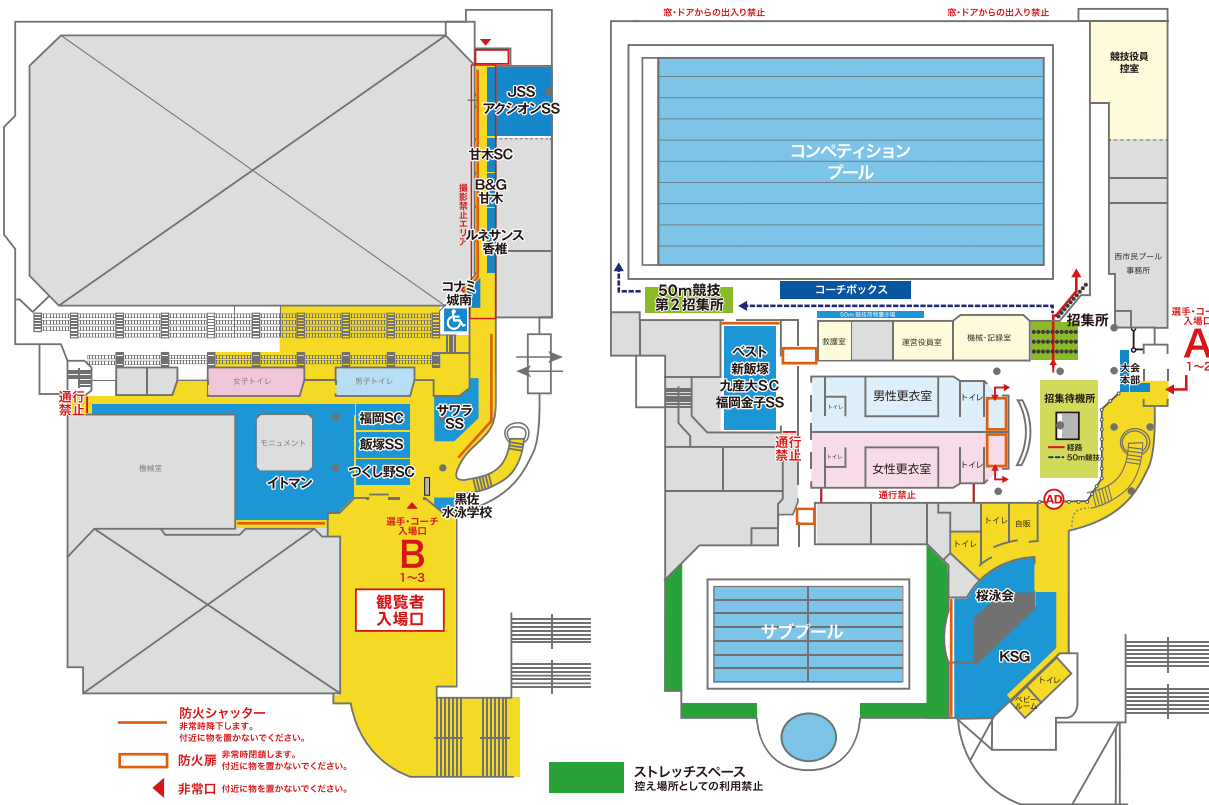 JSS
アクシオンSS
甘木SC
B&G
甘木
撮影禁止エリア
ルネサンス
香椎
コナミ
城南
女子トイレ
男子トイレ
通行
禁止
福岡SC
飯塚SS
つくし野SC
サワラ
SS
機械室
モニュメント
イトマン
黒佐
水泳学校
選手・コーチ
入場口
B
1〜3
観覧者
入場口
防火シャッター
非常時降下します。
付近に物を置かないでください。
防火扉
非常時閉鎖します。
付近に物を置かないでください。
非常口
付近に物を置かないでください。
窓・ドアからの出入り禁止
窓・ドアからの出入り禁止
競技役員
控室
コンペティション
プール
西市民プール
事務所
50m競技
第2招集所
コーチボックス
50m 競技荷物置き場
招集所
選手・コー
入場口
A
1〜2
救護室
運営役員室
機械・記録室
大会
本部
ベスト
新飯塚
九産大SC
福岡金子SS
トイレ
男性更衣室
トイレ
招集待機所
経路
50m競技
通行
禁止
トイレ
女性更衣室
トイレ
通行禁止
AD
トイレ
自販
トイレ
桜泳会
KSG
サブプール
トイレ
ベビー
ルーム
ストレッチスペース
控え場所としての利用禁止